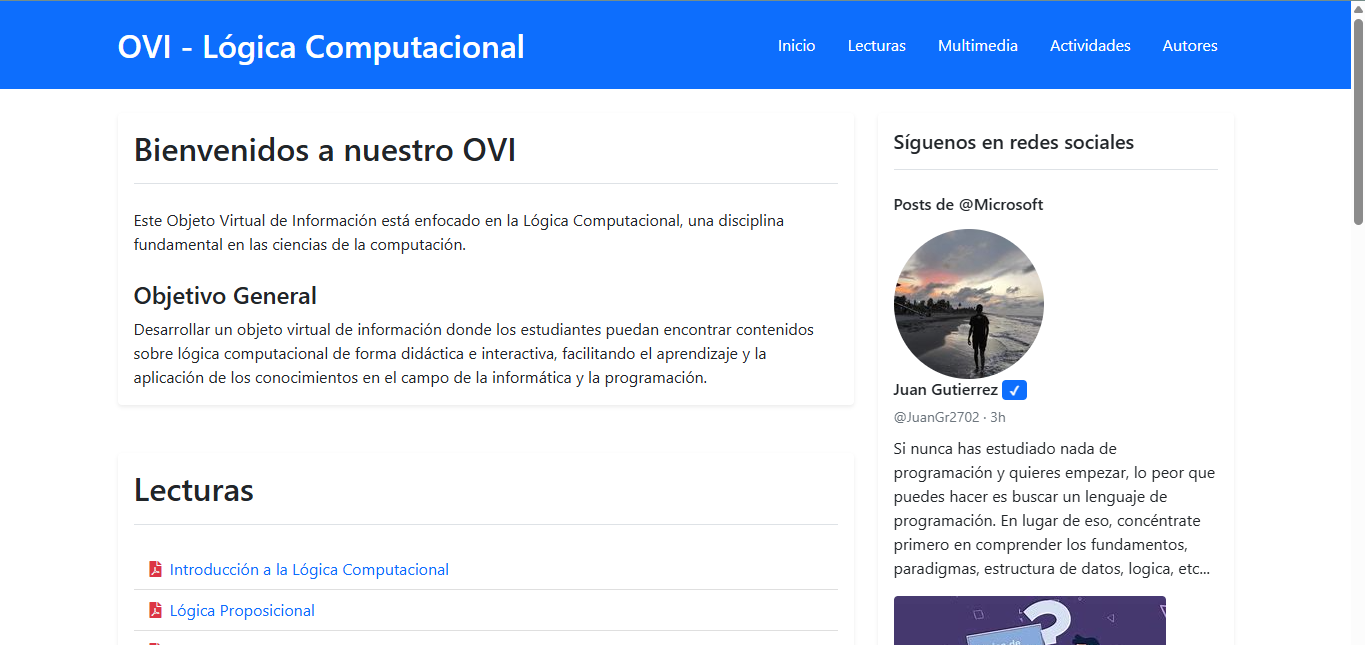 OVI - Lógica Computacional
Inicio
Lecturas
Multimedia
Actividades
Autores
Bienvenidos a nuestro OVI
Este Objeto Virtual de Información está enfocado en la Lógica Computacional, una disciplina
fundamental en las ciencias de la computación.
Objetivo General
Desarrollar un objeto virtual de información donde los estudiantes puedan encontrar contenidos
sobre lógica computacional de forma didáctica e interactiva, facilitando el aprendizaje y la
aplicación de los conocimientos en el campo de la informática y la programación.
Lecturas
Introducción a la Lógica Computacional
Lógica Proposicional
Síguenos en redes sociales
Posts de @Microsoft
Juan Gutierrez
@JuanGr2702 · 3h
Si nunca has estudiado nada de
programación y quieres empezar, lo peor que
puedes hacer es buscar un lenguaje de
programación. En lugar de eso, concéntrate
primero en comprender los fundamentos,
paradigmas, estructura de datos, logica, etc...
?